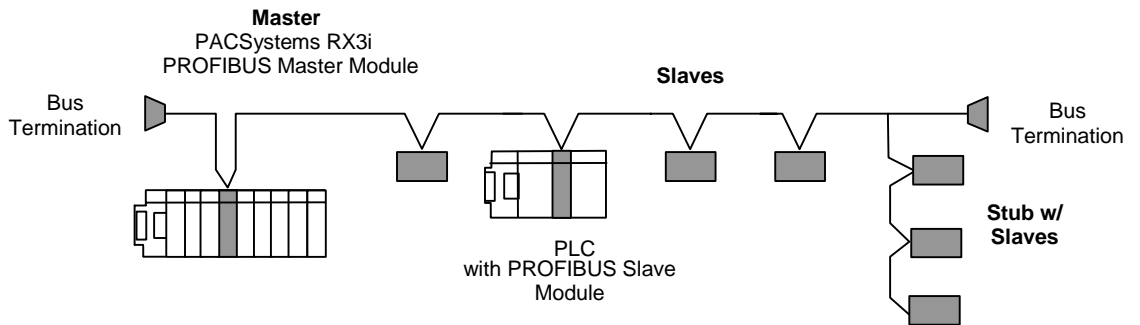 Master
PACSystems RX3i
PROFIBUS Master Module
Slaves
Bus
Termination
Bus
Termination
Stub w/
Slaves
PLC
with PROFIBUS Slave
Module